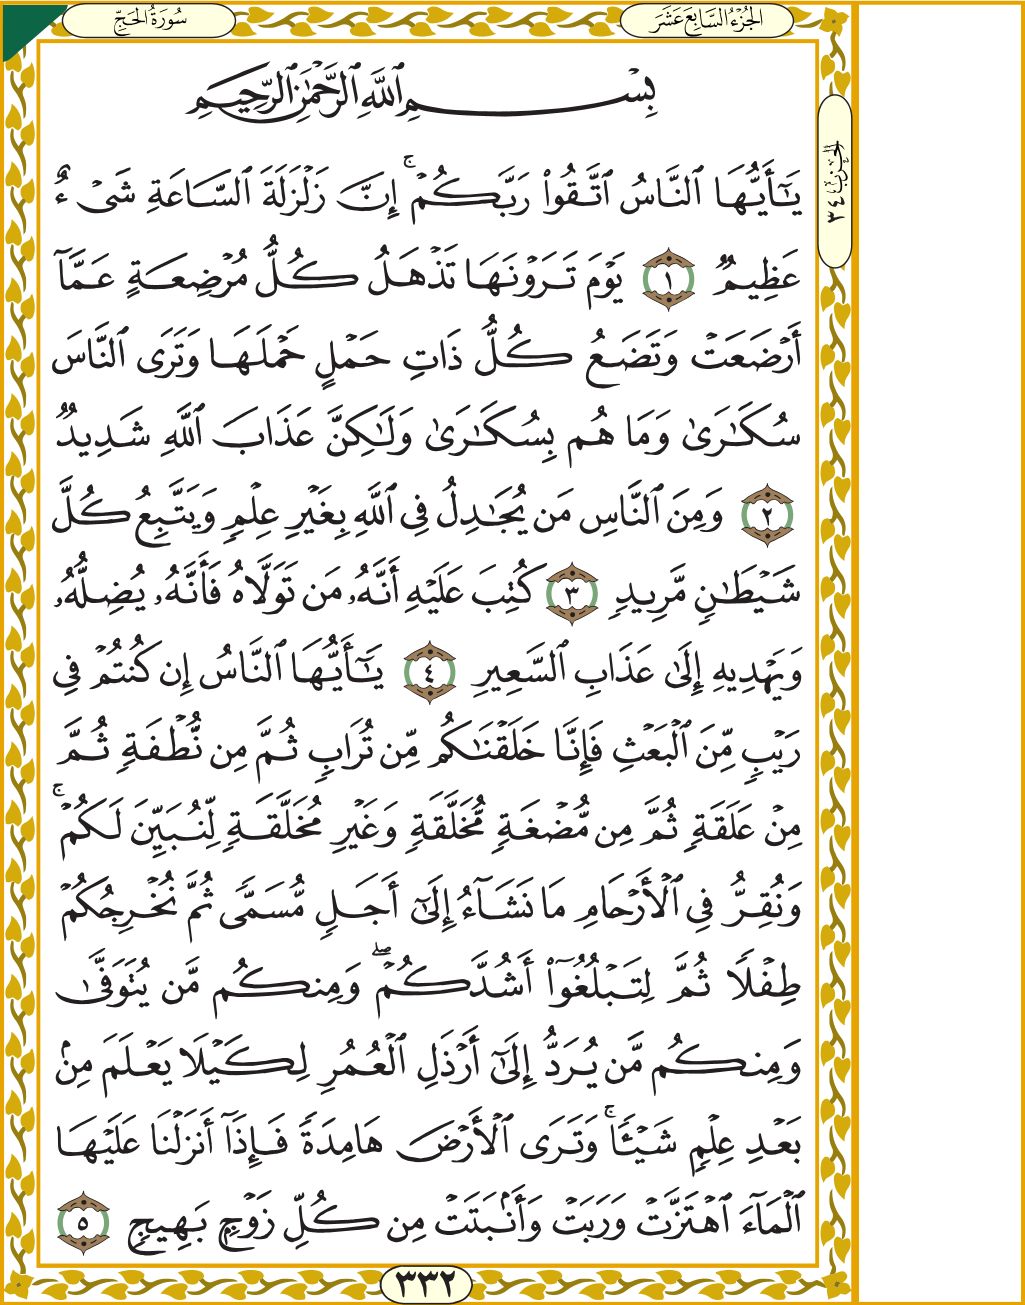 سُورَةُ الحَجِّ
الجُزْءُ السَّابِعَ عَشَرَ
الحِزْب ٣٤
بِسْمِ ٱللَّهِ ٱلرَّحْمَٰنِ ٱلرَّحِيمِ
يَٰٓأَيُّهَا ٱلنَّاسُ ٱتَّقُوا۟ رَبَّكُمْ ۚ إِنَّ زَلْزَلَةَ ٱلسَّاعَةِ شَىْءٌ
عَظِيمٌ ١ يَوْمَ تَرَوْنَهَا تَذْهَلُ كُلُّ مُرْضِعَةٍ عَمَّآ
أَرْضَعَتْ وَتَضَعُ كُلُّ ذَاتِ حَمْلٍ حَمْلَهَا وَتَرَى ٱلنَّاسَ
سُكَٰرَىٰ وَمَا هُم بِسُكَٰرَىٰ وَلَٰكِنَّ عَذَابَ ٱللَّهِ شَدِيدٌ
٢ وَمِنَ ٱلنَّاسِ مَن يُجَٰدِلُ فِى ٱللَّهِ بِغَيْرِ عِلْمٍ وَيَتَّبِعُ كُلَّ
شَيْطَٰنٍ مَّرِيدٍ ٣ كُتِبَ عَلَيْهِ أَنَّهُۥ مَن تَوَلَّاهُ فَأَنَّهُۥ يُضِلُّهُۥ
وَيَهْدِيهِ إِلَىٰ عَذَابِ ٱلسَّعِيرِ ٤ يَٰٓأَيُّهَا ٱلنَّاسُ إِن كُنتُمْ فِى
رَيْبٍ مِّنَ ٱلْبَعْثِ فَإِنَّا خَلَقْنَٰكُم مِّن تُرَابٍ ثُمَّ مِن نُّطْفَةٍ ثُمَّ
مِنْ عَلَقَةٍ ثُمَّ مِن مُّضْغَةٍ مُّخَلَّقَةٍ وَغَيْرِ مُخَلَّقَةٍ لِّنُبَيِّنَ لَكُمْ ۚ
وَنُقِرُّ فِى ٱلْأَرْحَامِ مَا نَشَآءُ إِلَىٰٓ أَجَلٍ مُّسَمًّى ثُمَّ نُخْرِجُكُمْ
طِفْلًا ثُمَّ لِتَبْلُغُوٓا۟ أَشُدَّكُمْ ۖ وَمِنكُم مَّن يُتَوَفَّىٰ
وَمِنكُم مَّن يُرَدُّ إِلَىٰٓ أَرْذَلِ ٱلْعُمُرِ لِكَيْلَا يَعْلَمَ مِنۢ
بَعْدِ عِلْمٍ شَيْـًٔا ۚ وَتَرَى ٱلْأَرْضَ هَامِدَةً فَإِذَآ أَنزَلْنَا عَلَيْهَا
ٱلْمَآءَ ٱهْتَزَّتْ وَرَبَتْ وَأَنۢبَتَتْ مِن كُلِّ زَوْجٍۭ بَهِيجٍ ٥
٣٣٢